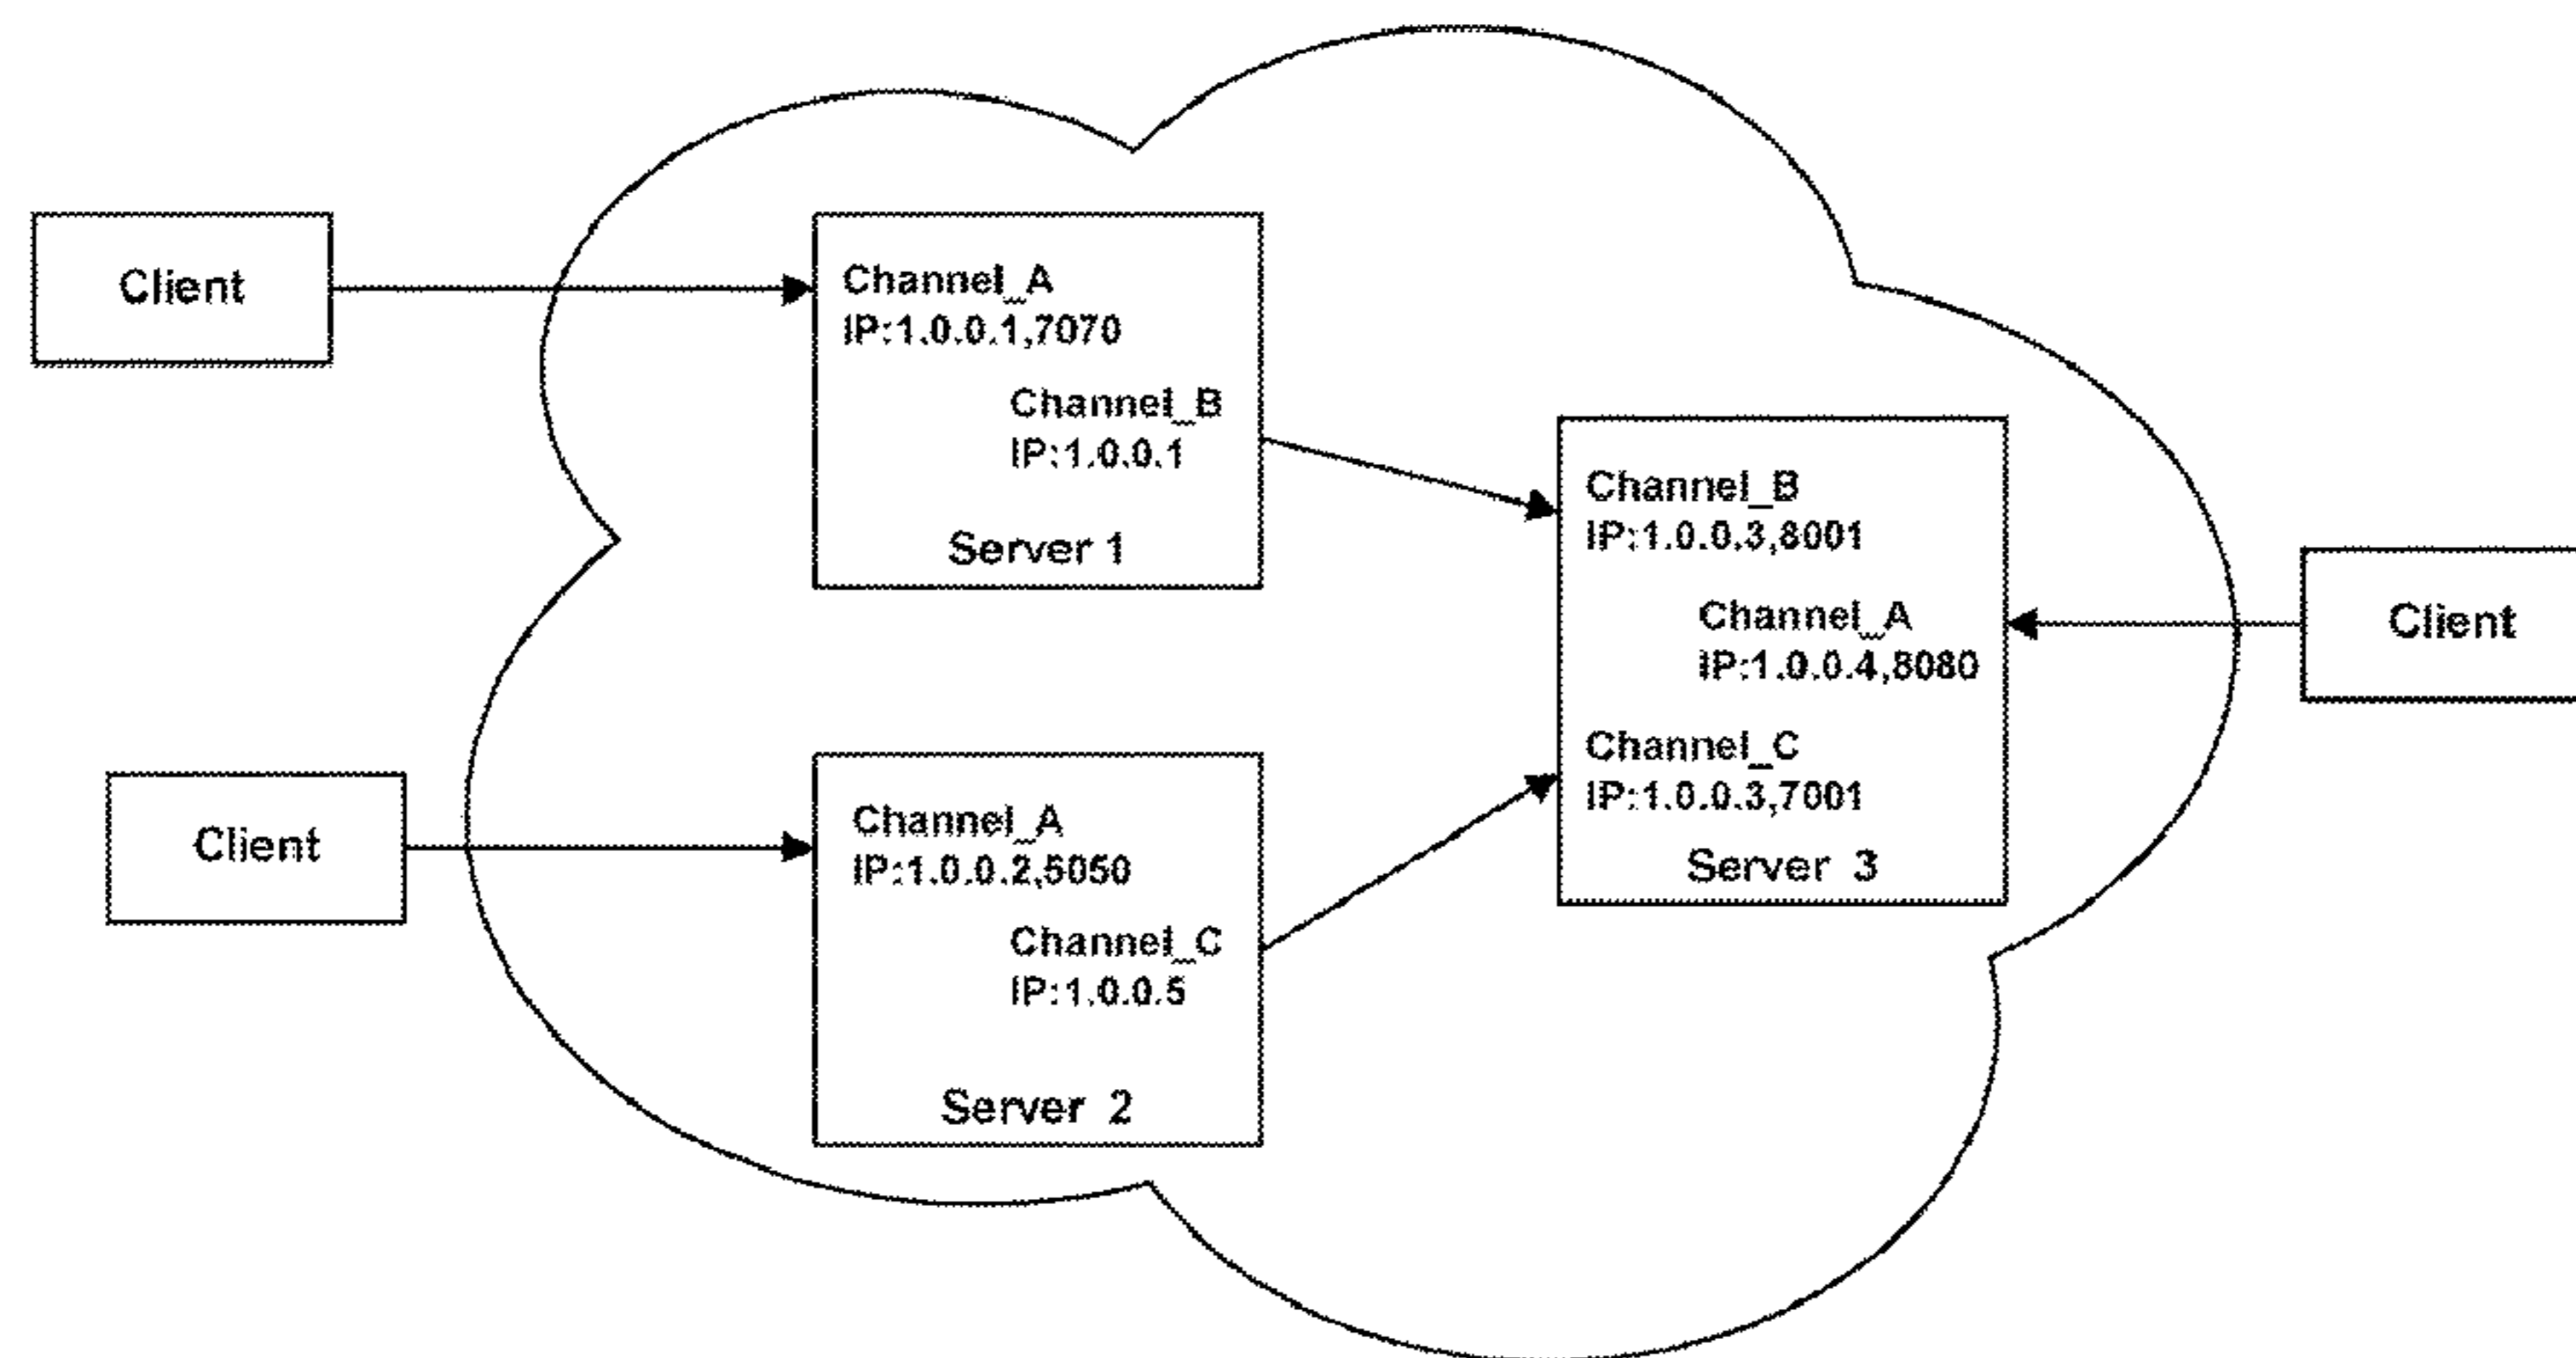 Client
Channel_A
IP:1.0.0.1,7070
Channel_B
IP:1.0.0.1
Server 1
Client
Channel_A
IP:1.0.0.2,5050
Channel_C
IP:1.0.0.5
Server 2
Channel_B
IP:1.0.0.3,8001
Channel_A
IP:1.0.0.4,8080
Channel_C
IP:1.0.0.3,7001
Server 3
Client